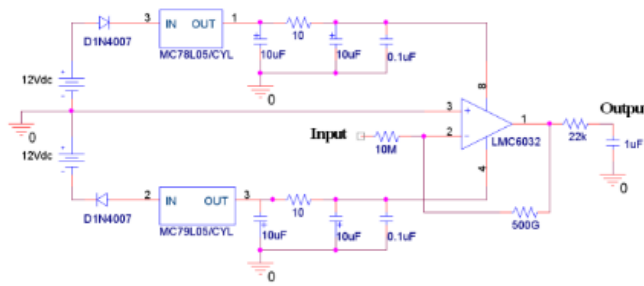 3 IN OUT 1
D1N4007
MC78L05/CYL
10
10uF
10uF
0.1uF
0
12Vdc
0
12Vdc
8
3
Input
10M
2
1
LMC6032
4
Output
22k
1uF
0
500G
D1N4007
2 IN OUT 3
MC79L05/CYL
10
10uF
10uF
0.1uF
0